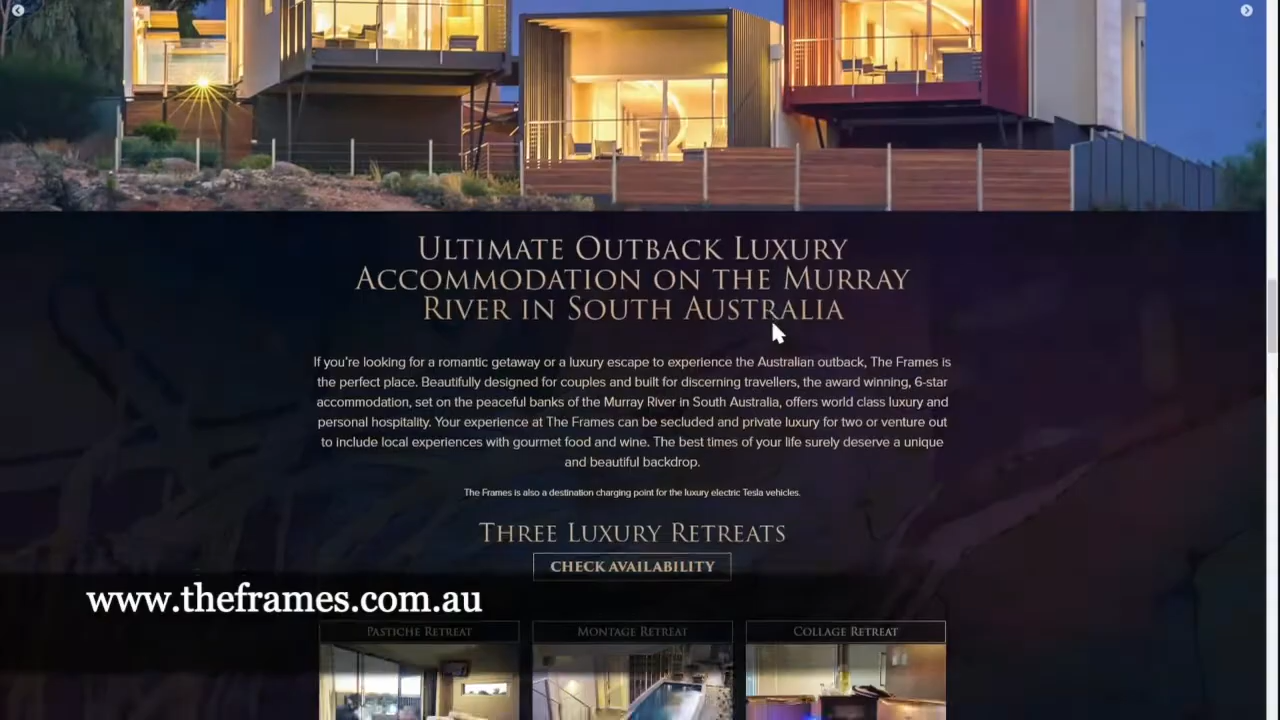 ULTIMATE OUTBACK LUXURY
ACCOMMODATION ON THE MURRAY
RIVER IN SOUTH AUSTRALIA
If you're looking for a romantic getaway or a luxury escape to experience the Australian outback, The Frames is
the perfect place. Beautifully designed for couples and built for discerning travellers, the award winning, 6-star
accommodation, set on the peaceful banks of the Murray River in South Australia, offers world class luxury and
personal hospitality. Your experience at The Frames can be secluded and private luxury for two or venture out
to include local experiences with gourmet food and wine. The best times of your life surely deserve a unique
and beautiful backdrop.
The Frames is also a destination charging point for the luxury electric Tesla vehicles.
THREE LUXURY RETREATS
CHECK AVAILABILITY
www.theframes.com.au
PASTICHE RETREAT
MONTAGE RETREAT
COLLAGE RETREAT